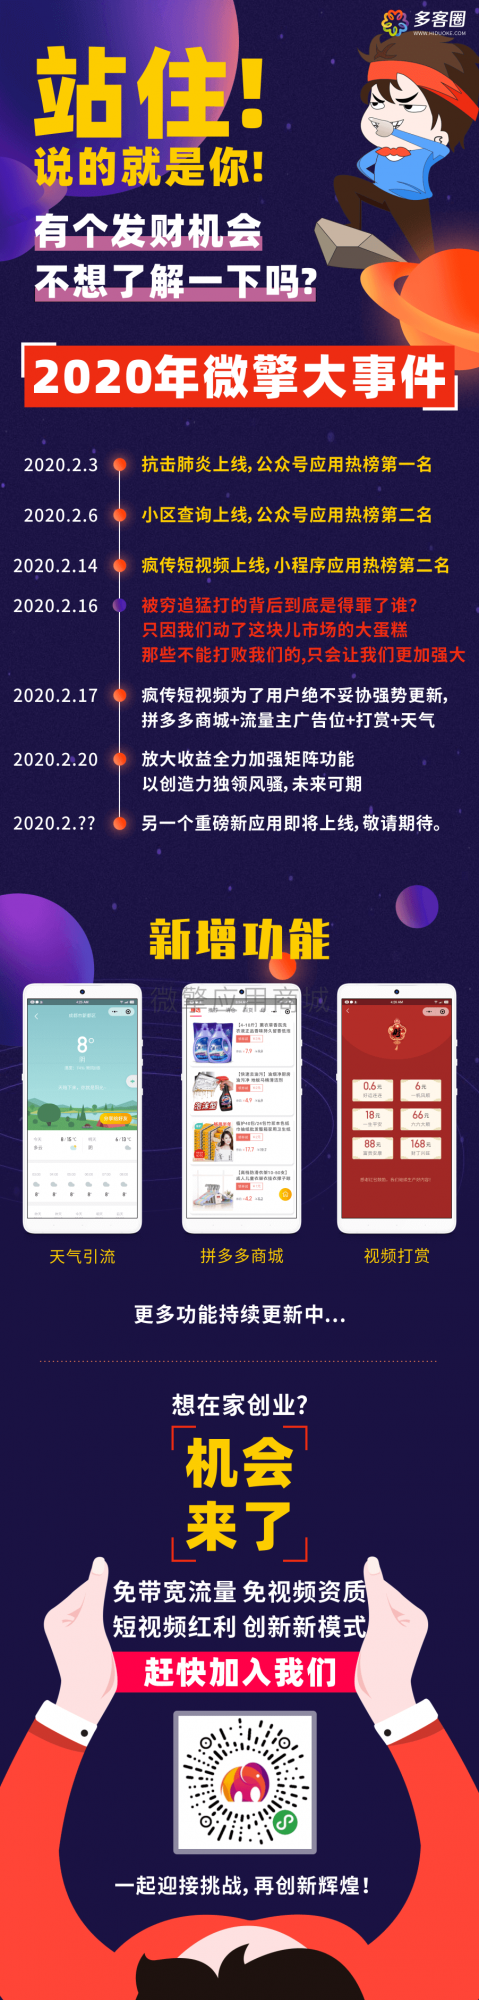 多客圈
WWW.HIDUOKE.COM
站住!
说的就是你!
有个发财机会
不想了解一下吗?
2020年微擎大事件
2020.2.3 抗击肺炎上线,公众号应用热榜第一名
2020.2.6 小区查询上线,公众号应用热榜第二名
2020.2.14 疯传短视频上线,小程序应用热榜第二名
2020.2.16 被穷追猛打的背后到底是得罪了谁?
只因我们动了这块儿市场的大蛋糕
那些不能打败我们的,只会让我们更加强大
2020.2.17 疯传短视频为了用户绝不妥协强势更新,
拼多多商城+流量主广告位+打赏+天气
2020.2.20 放大收益全力加强矩阵功能
以创造力独领风骚,未来可期
2020.2.?? 另一个重磅新应用即将上线,敬请期待。
新增功能
微擎应用商城
8°
0.6元
6元
18元
66元
88元
168元
天气引流
拼多多商城
视频打赏
更多功能持续更新中...
想在家创业?
机会
来了
免带宽流量 免视频资质
短视频红利 创新新模式
赶快加入我们
一起迎接挑战,再创新辉煌!